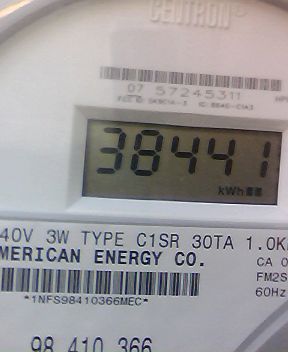 CENTRON®
07 57245311
38441
kWh
40V 3W TYPE C1SR 30TA 1.0K
MERICAN ENERGY CO.
CA 0
FM2S
60Hz
*1NFS98410366MEC*
98 410 366